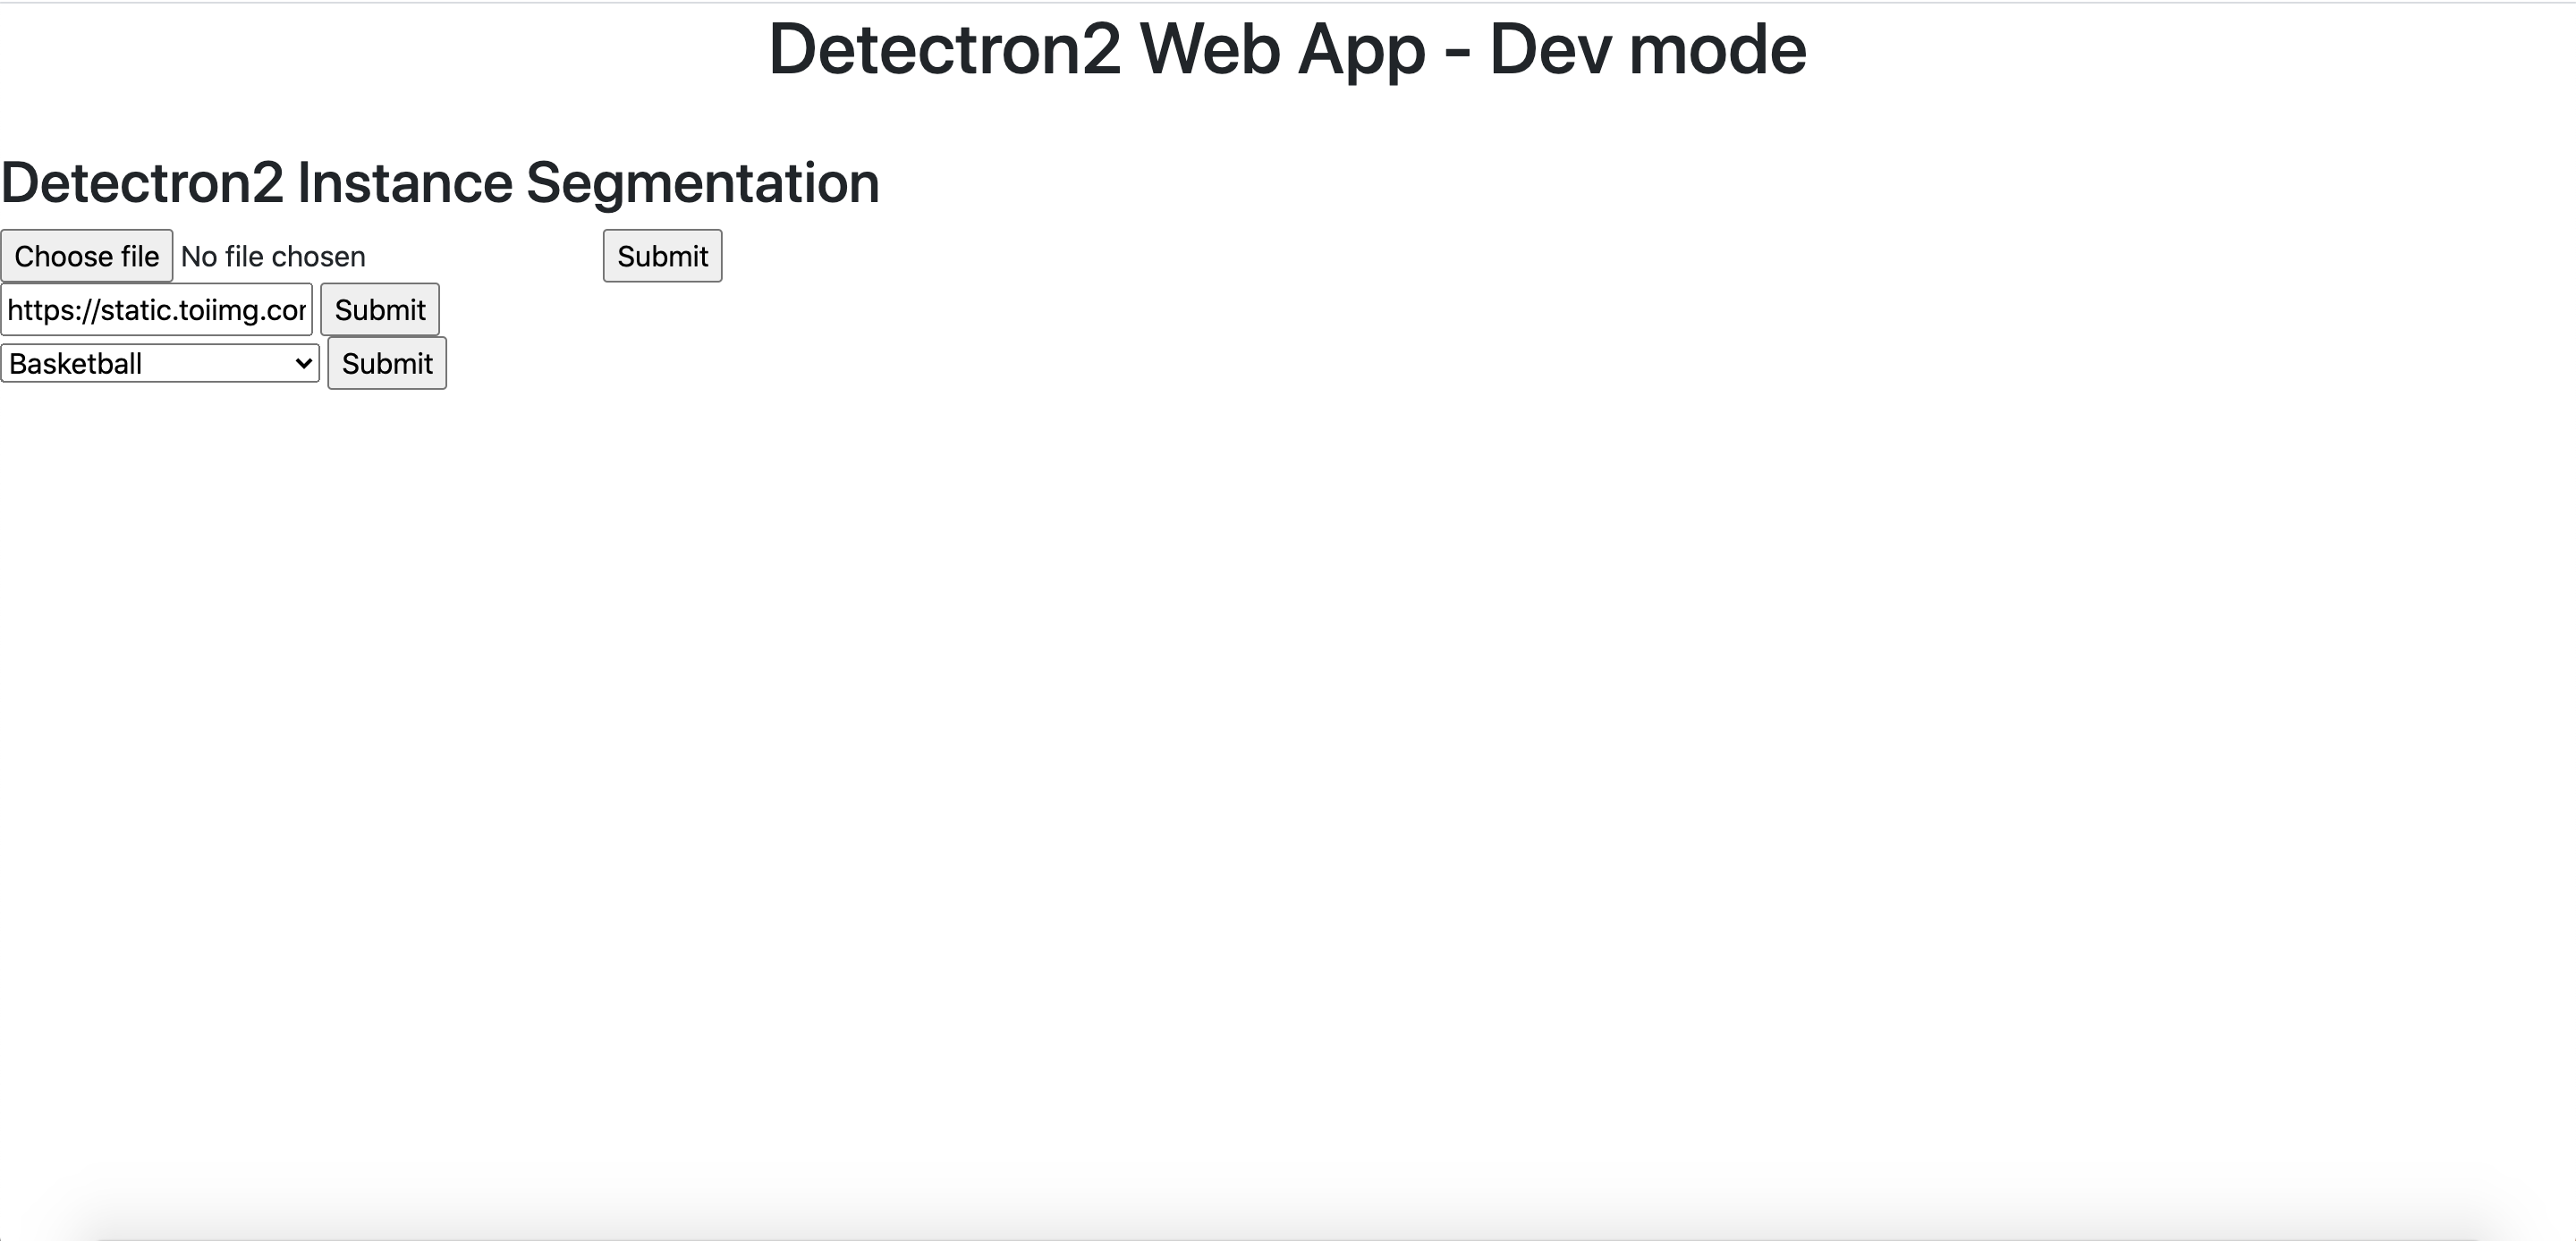 Detectron2 Web App - Dev mode
Detectron2 Instance Segmentation
Choose file No file chosen Submit
https://static.toiimg.cor Submit
Basketball Submit